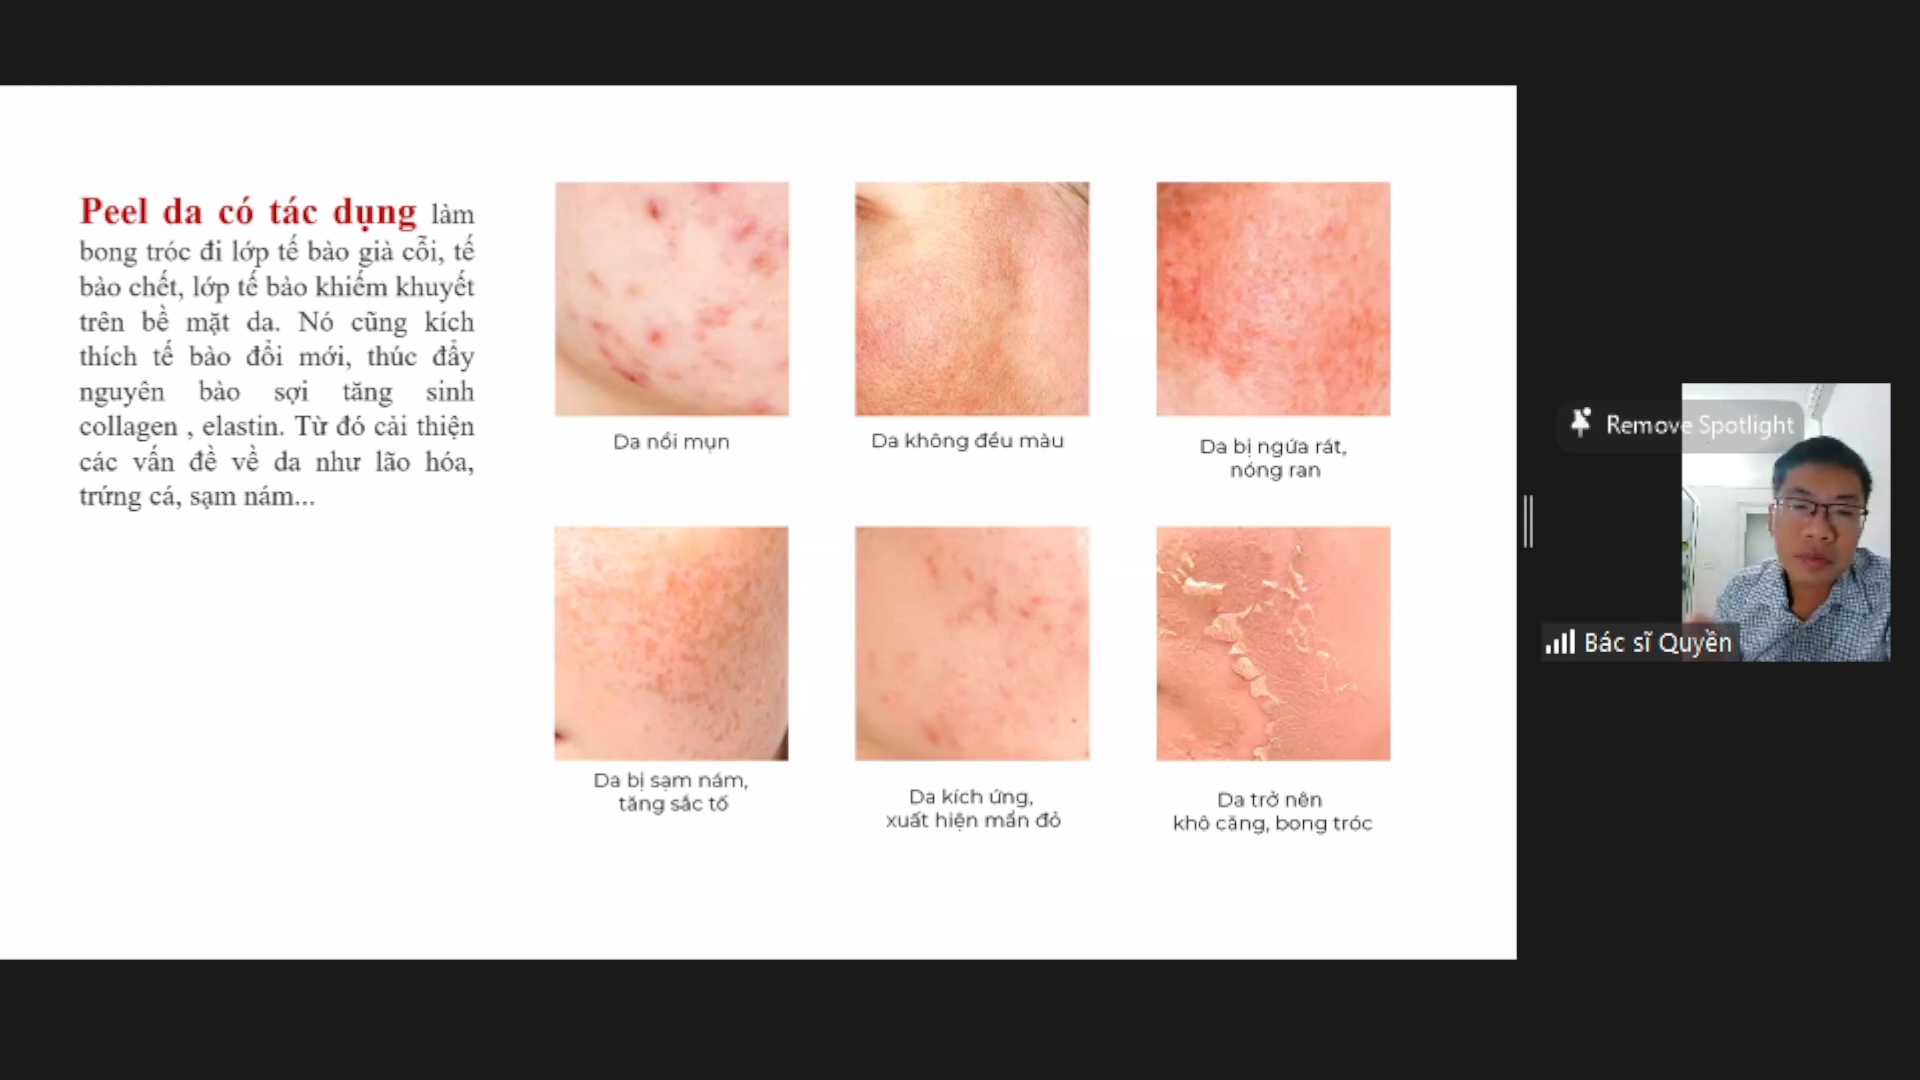 Peel da có tác dụng làm
bong tróc đi lớp tế bào già cỗi, tế
bào chết, lớp tế bào khiếm khuyết
trên bề mặt da. Nó cũng kích
thích tế bào đổi mới, thúc đẩy
nguyên bào sợi tăng sinh
collagen , elastin. Từ đó cải thiện
các vấn đề về da như lão hóa,
trứng cá, sạm nám...
Da nổi mụn
Da không đều màu
Da bị ngứa rát,
nóng ran
Da bị sạm nám,
tăng sắc tố
Da kích ứng,
xuất hiện mẩn đỏ
Da trở nên
khô căng, bong tróc
Remove Spotlight
Bác sĩ Quyền